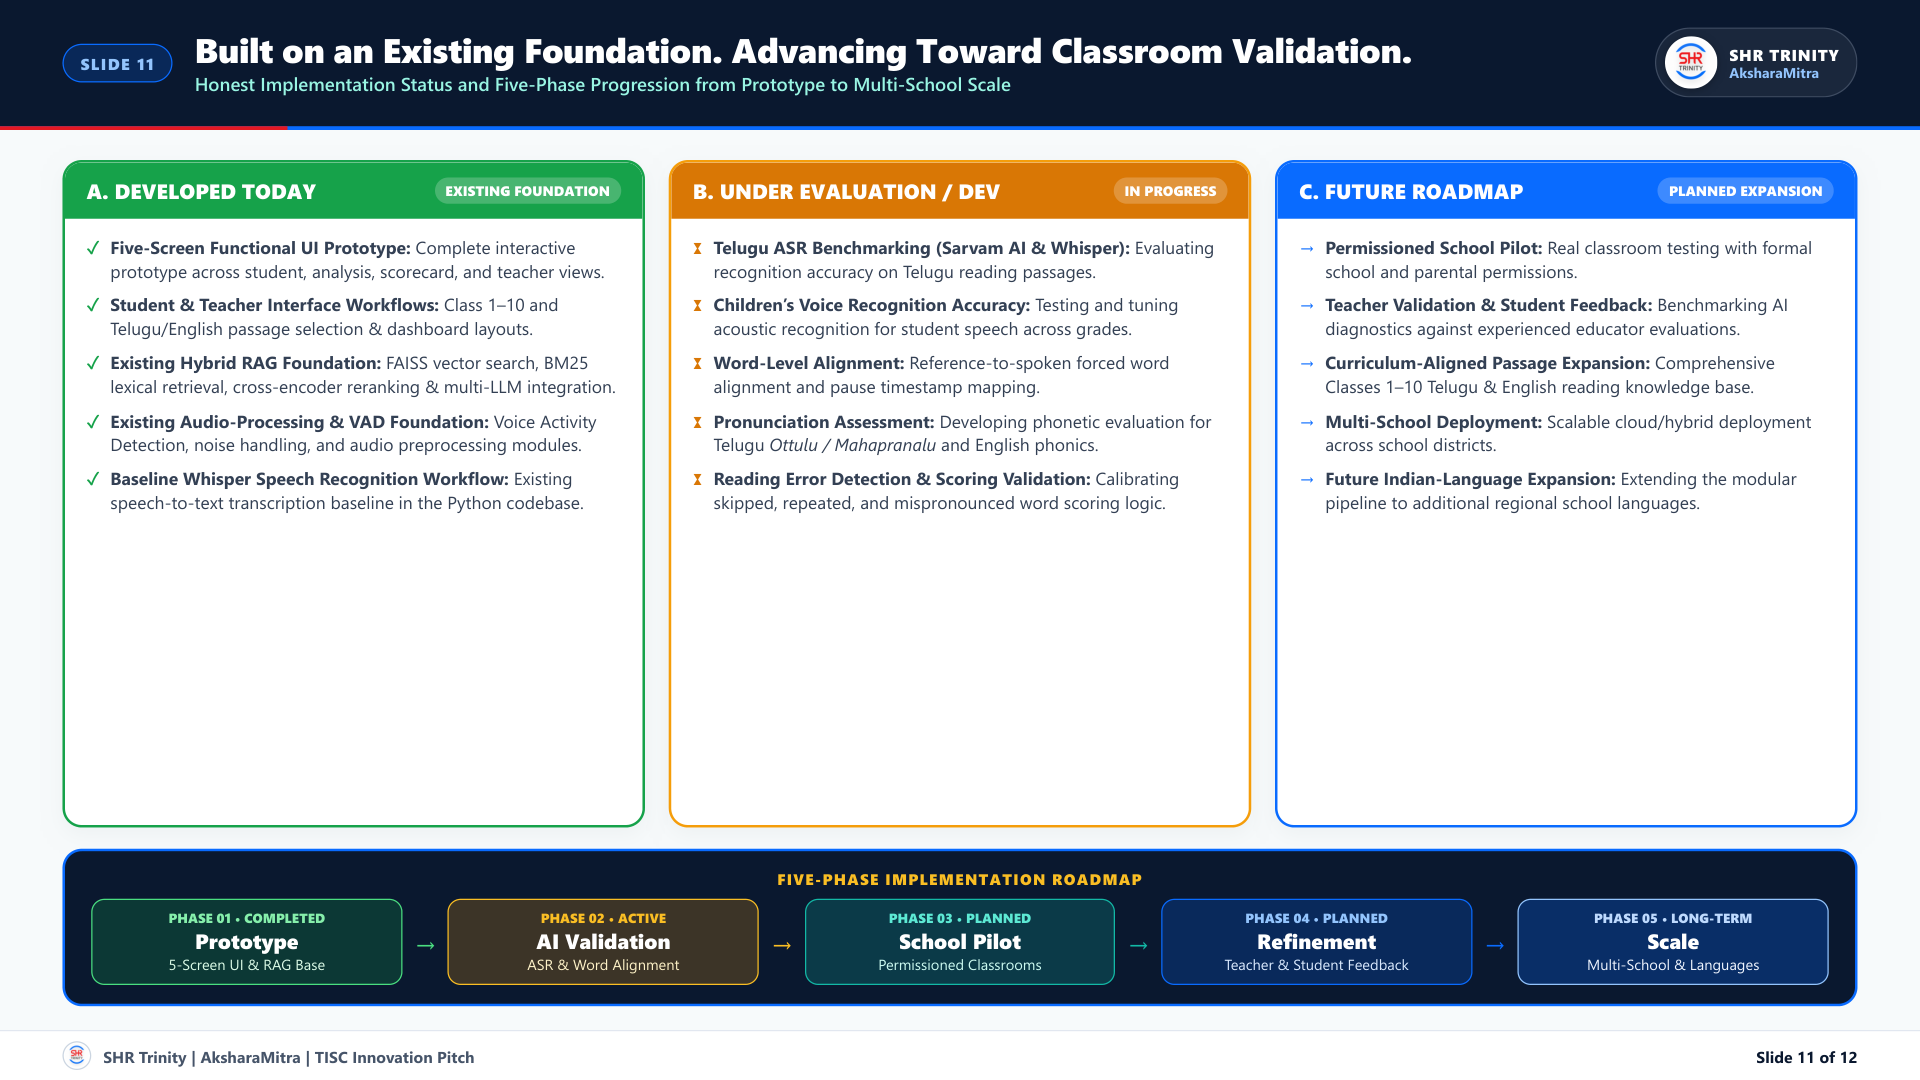 SLIDE 11
Built on an Existing Foundation. Advancing Toward Classroom Validation.
Honest Implementation Status and Five-Phase Progression from Prototype to Multi-School Scale
SHR
TRINITY
SHR TRINITY
AksharaMitra
A. DEVELOPED TODAY
EXISTING FOUNDATION
✓ Five-Screen Functional UI Prototype: Complete interactive
prototype across student, analysis, scorecard, and teacher views.
✓ Student & Teacher Interface Workflows: Class 1–10 and
Telugu/English passage selection & dashboard layouts.
✓ Existing Hybrid RAG Foundation: FAISS vector search, BM25
lexical retrieval, cross-encoder reranking & multi-LLM integration.
✓ Existing Audio-Processing & VAD Foundation: Voice Activity
Detection, noise handling, and audio preprocessing modules.
✓ Baseline Whisper Speech Recognition Workflow: Existing
speech-to-text transcription baseline in the Python codebase.
B. UNDER EVALUATION / DEV
IN PROGRESS
⧗ Telugu ASR Benchmarking (Sarvam AI & Whisper): Evaluating
recognition accuracy on Telugu reading passages.
⧗ Children’s Voice Recognition Accuracy: Testing and tuning
acoustic recognition for student speech across grades.
⧗ Word-Level Alignment: Reference-to-spoken forced word
alignment and pause timestamp mapping.
⧗ Pronunciation Assessment: Developing phonetic evaluation for
Telugu Ottulu / Mahapranalu and English phonics.
⧗ Reading Error Detection & Scoring Validation: Calibrating
skipped, repeated, and mispronounced word scoring logic.
C. FUTURE ROADMAP
PLANNED EXPANSION
→ Permissioned School Pilot: Real classroom testing with formal
school and parental permissions.
→ Teacher Validation & Student Feedback: Benchmarking AI
diagnostics against experienced educator evaluations.
→ Curriculum-Aligned Passage Expansion: Comprehensive
Classes 1–10 Telugu & English reading knowledge base.
→ Multi-School Deployment: Scalable cloud/hybrid deployment
across school districts.
→ Future Indian-Language Expansion: Extending the modular
pipeline to additional regional school languages.
FIVE-PHASE IMPLEMENTATION ROADMAP
PHASE 01 • COMPLETED
Prototype
5-Screen UI & RAG Base
→
PHASE 02 • ACTIVE
AI Validation
ASR & Word Alignment
→
PHASE 03 • PLANNED
School Pilot
Permissioned Classrooms
→
PHASE 04 • PLANNED
Refinement
Teacher & Student Feedback
→
PHASE 05 • LONG-TERM
Scale
Multi-School & Languages
SHR
TRINITY
SHR Trinity | AksharaMitra | TISC Innovation Pitch
Slide 11 of 12